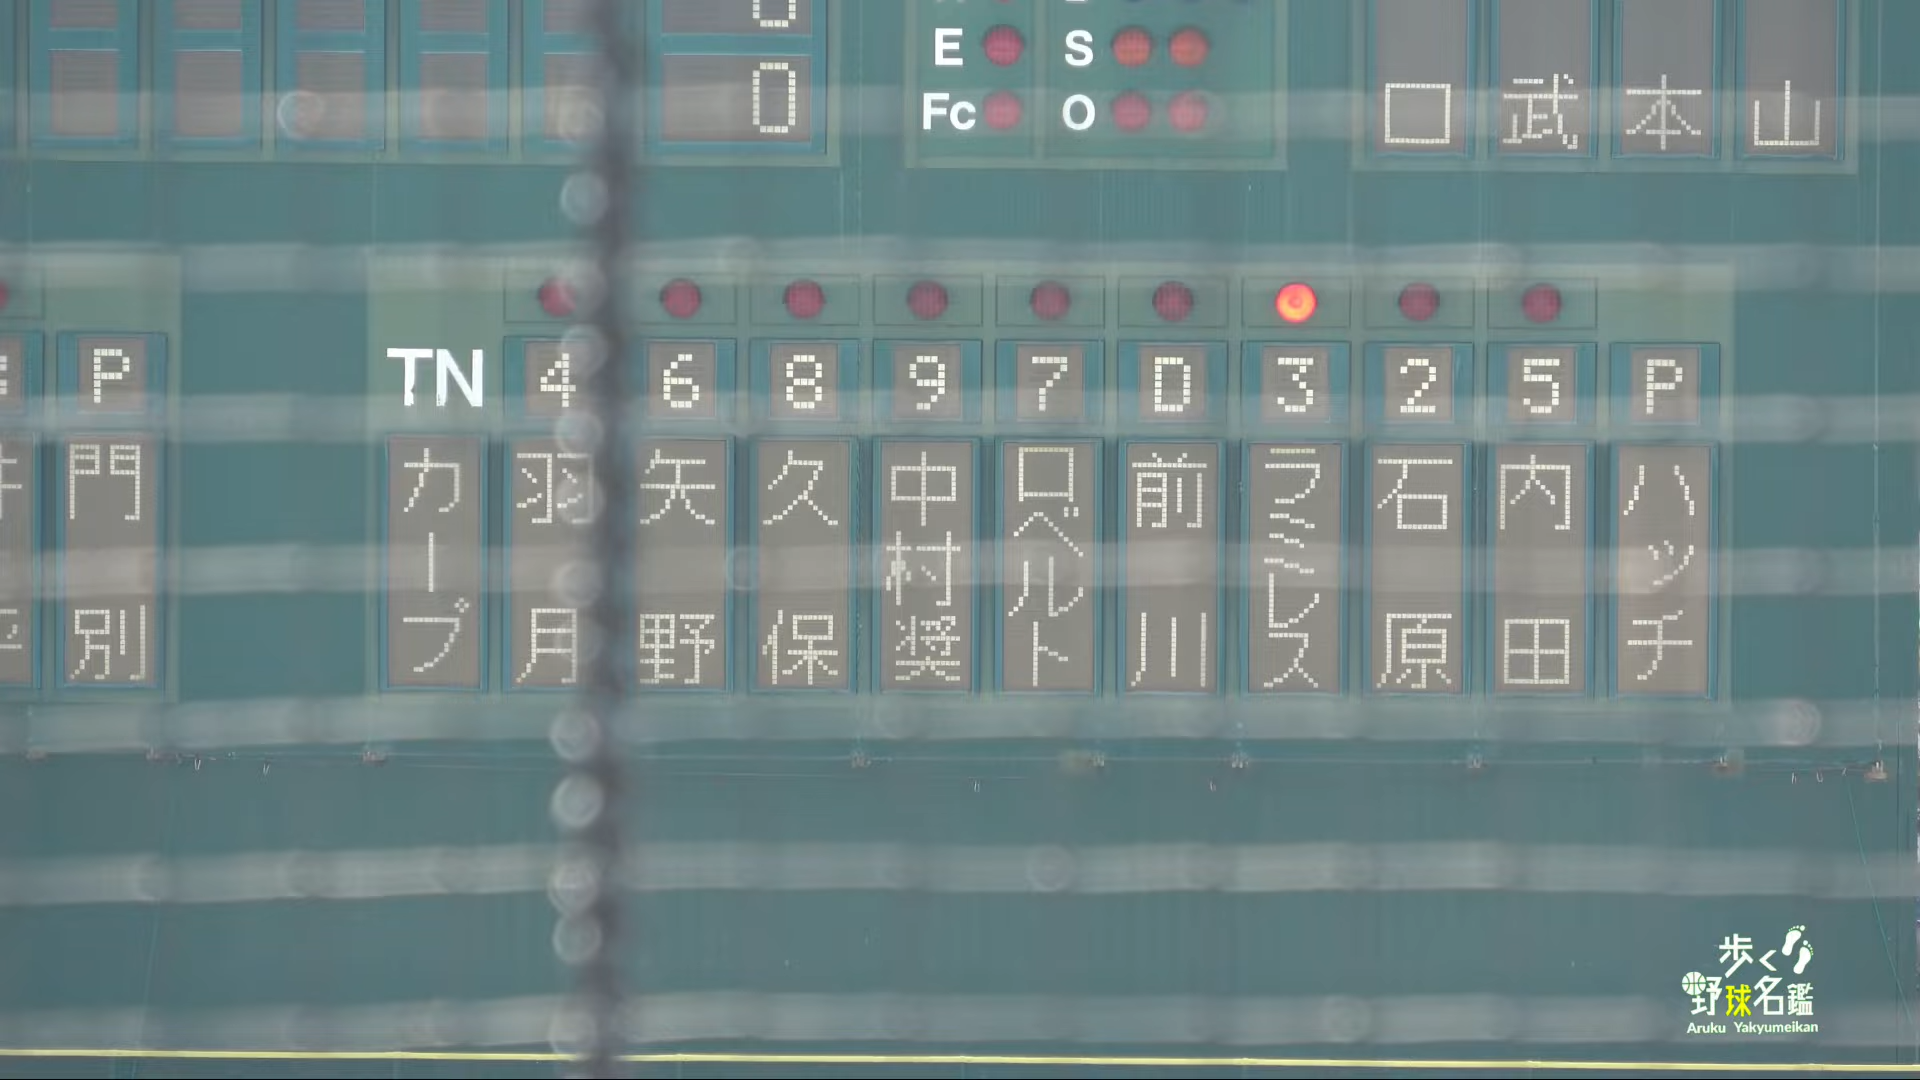 0
0
E S
Fc O
口 武 本 山
P
門別
TN 4 6 8 9 7 D 3 2 5 P
カープ 羽月 矢野 久保 中村奨 ロベルト 前川 ラミレス 石原 内田 ハッチ
歩く
野球名鑑
Aruku Yakyumeikan